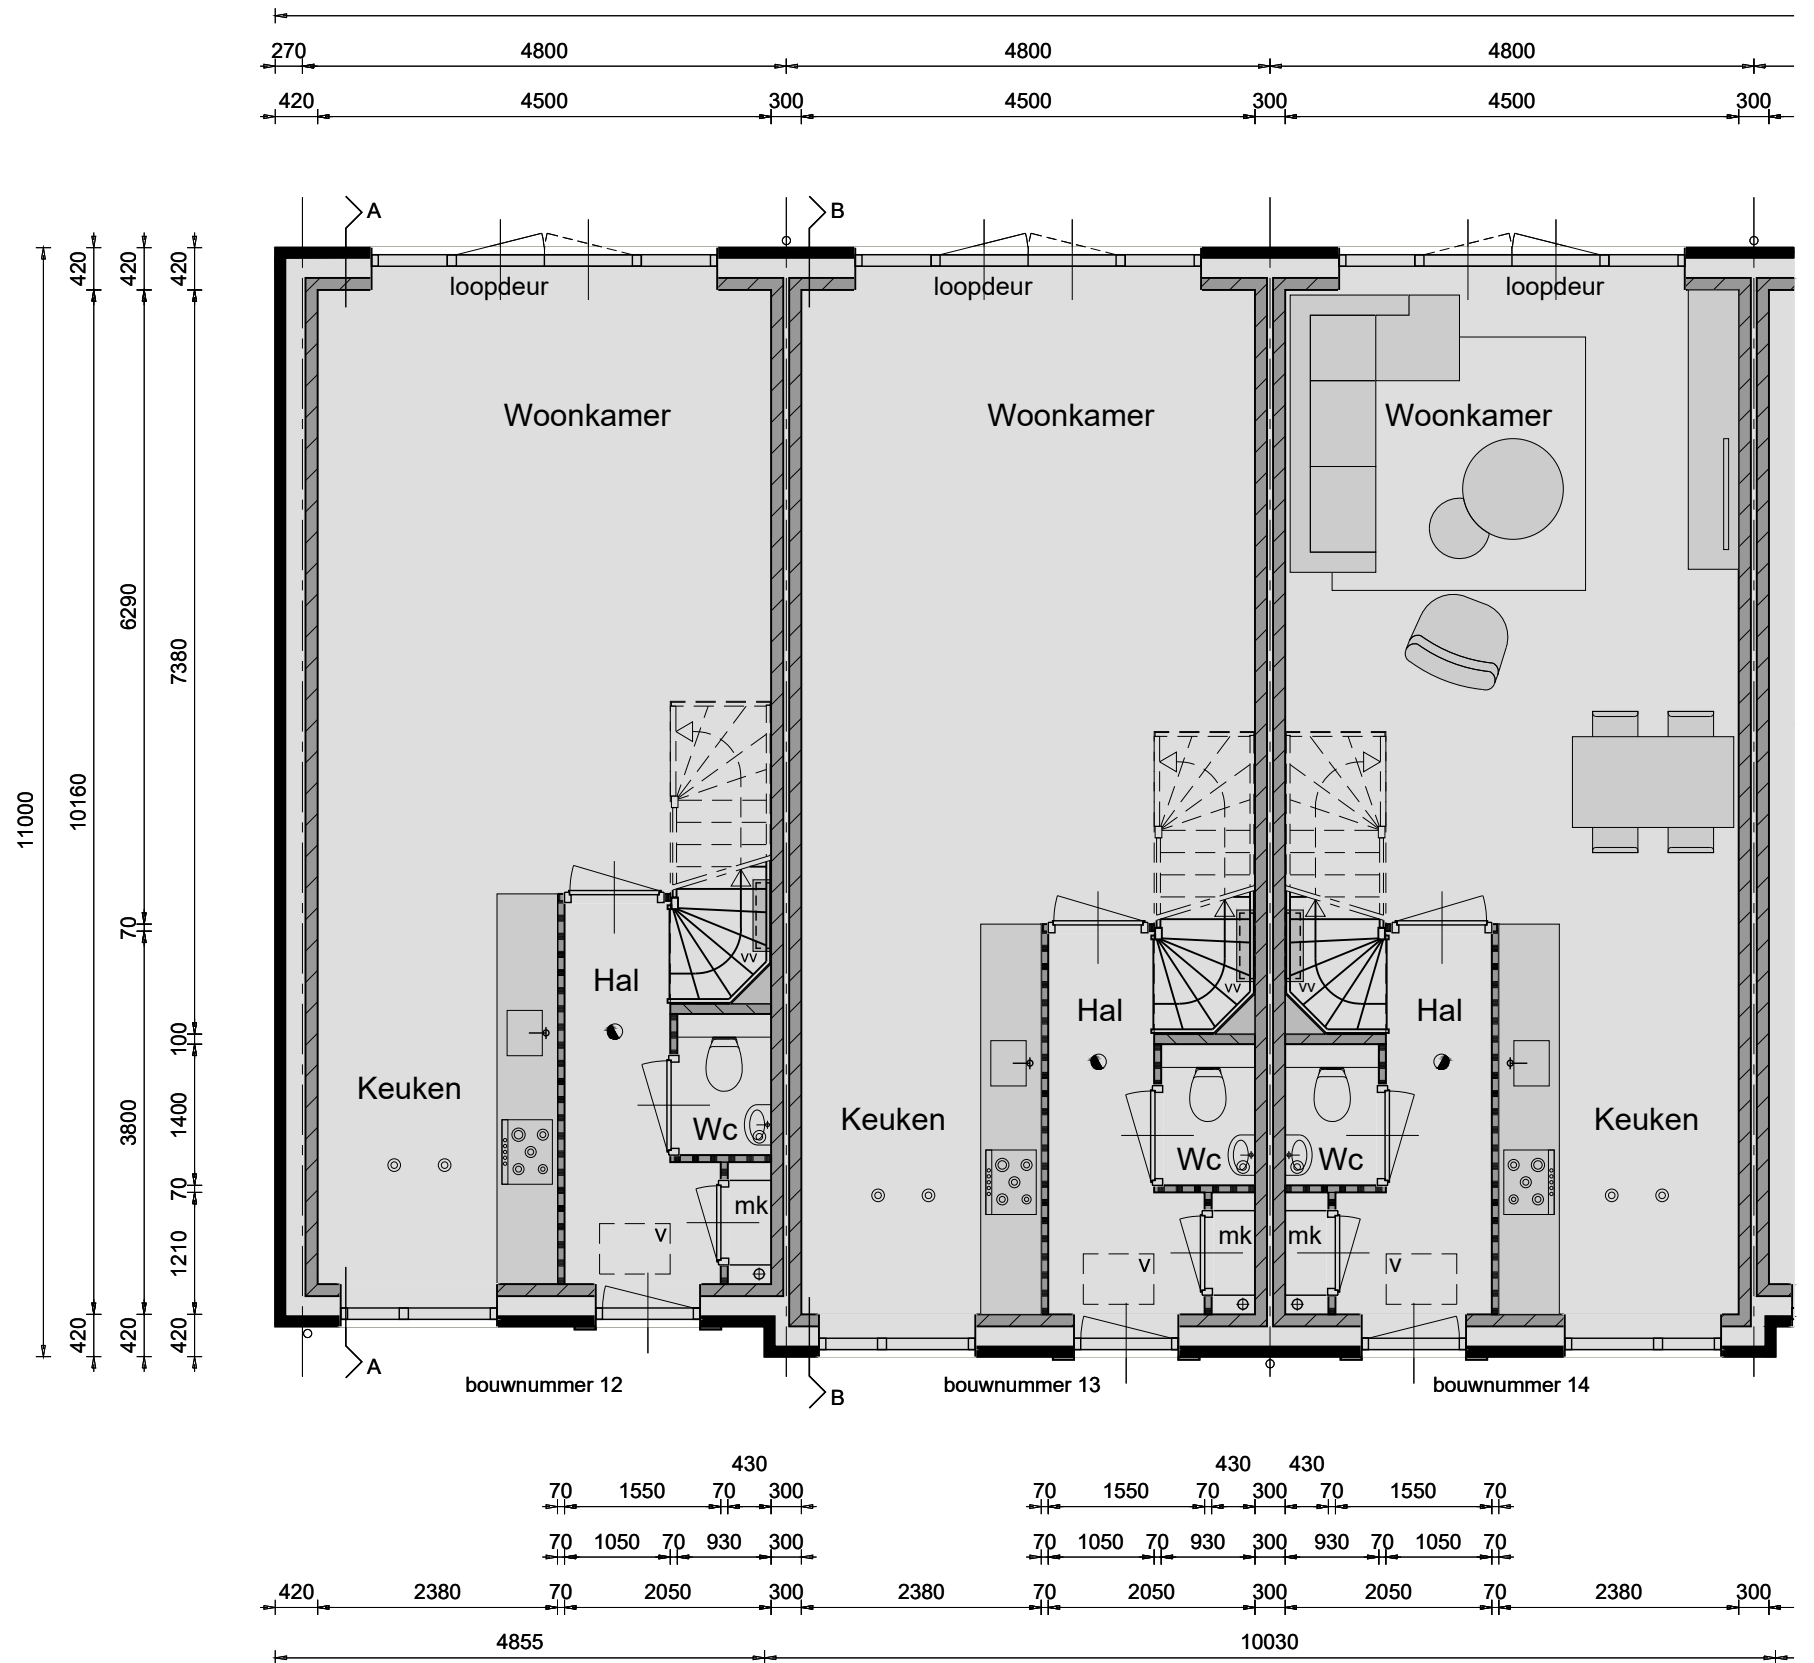 270 4800 4800 4800
420 4500 300 4500 300 4500 300
A B
420 420 420
loopdeur loopdeur loopdeur
Woonkamer Woonkamer Woonkamer
11000 10160 6290 7380
70 100
3800 1400
70 1210
420 420 420
vv vv vv
Hal Hal Hal
Keuken Keuken Keuken
Wc Wc Wc
mk mk mk
v v v
A B
bouwnummer 12 bouwnummer 13 bouwnummer 14
430 430 430
70 1550 70 300 70 1550 70 300 70 1550 70
70 1050 70 930 300 70 1050 70 930 300 930 70 1050 70
420 2380 70 2050 300 2380 70 2050 300 2050 70 2380 300
4855 10030